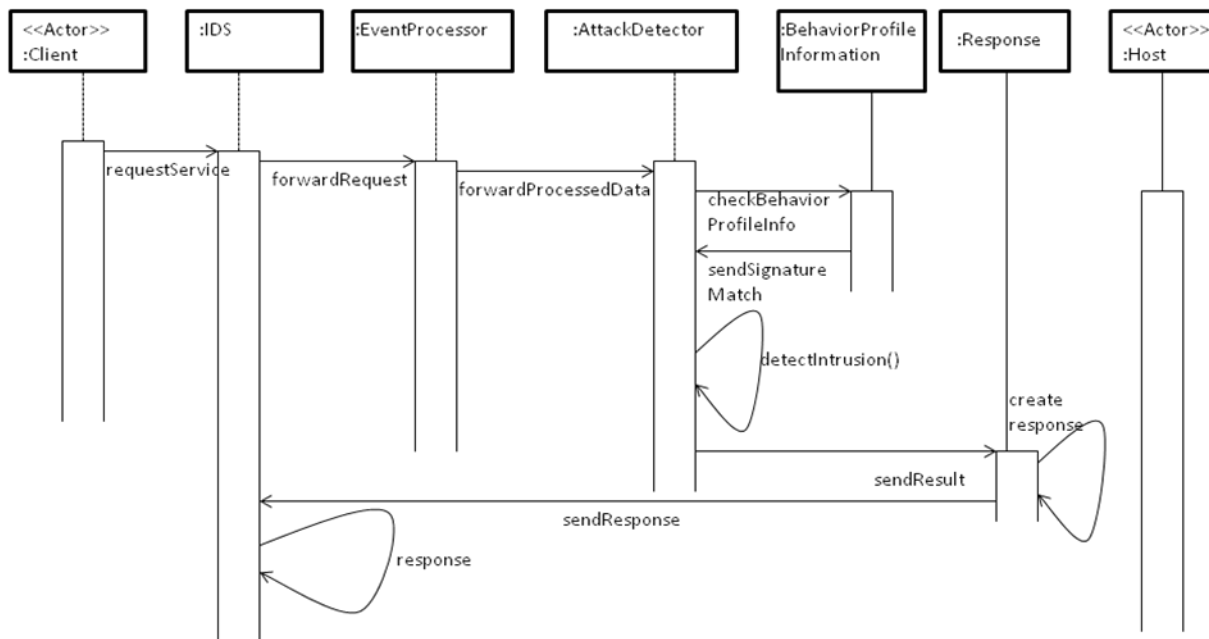 <<Actor>>
:Client
:IDS
:EventProcessor
:AttackDetector
:BehaviorProfile
Information
:Response
<<Actor>>
:Host
requestService
forwardRequest
forwardProcessedData
checkBehavior
ProfileInfo
sendSignature
Match
detectIntrusion()
create
response
sendResult
sendResponse
response